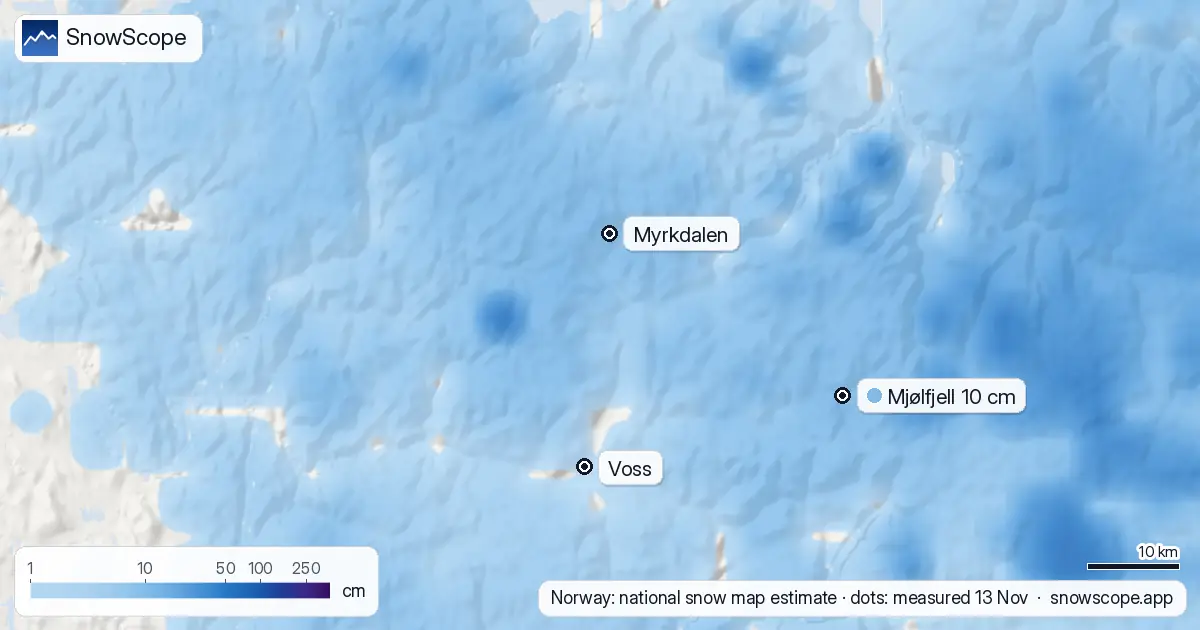 SnowScope
Myrkdalen
Mjølfjell 10 cm
Voss
10 km
1 10 50 100 250
cm
Norway: national snow map estimate · dots: measured 13 Nov · snowscope.app